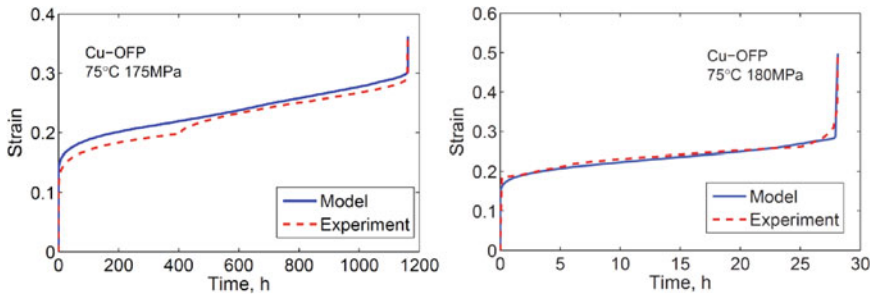 0.4
0.3
0.2
0.1
0
Strain
Cu-OFP
75°C 175MPa
Model
Experiment
0 200 400 600 800 1000 1200
Time, h
0.6
0.5
0.4
0.3
0.2
0.1
0
Strain
Cu-OFP
75°C 180MPa
Model
Experiment
0 5 10 15 20 25 30
Time, h